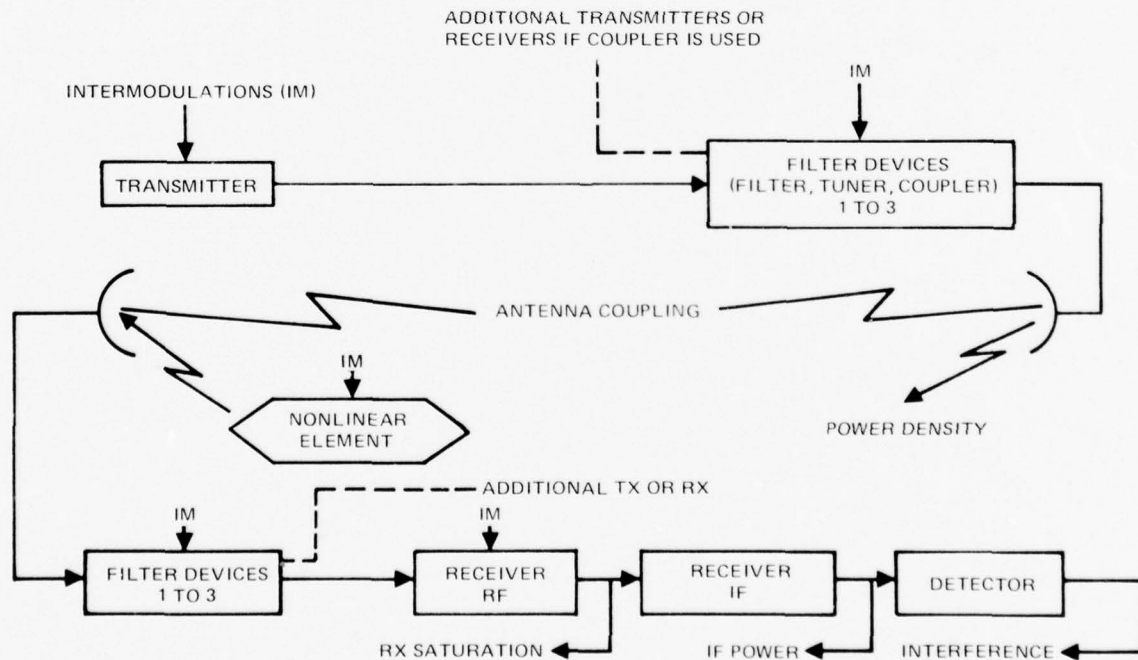 ADDITIONAL TRANSMITTERS OR
RECEIVERS IF COUPLER IS USED
INTERMODULATIONS (IM)
IM
TRANSMITTER
FILTER DEVICES
(FILTER, TUNER, COUPLER)
1 TO 3
ANTENNA COUPLING
IM
NONLINEAR
ELEMENT
POWER DENSITY
ADDITIONAL TX OR RX
IM
IM
FILTER DEVICES
1 TO 3
RECEIVER
RF
RECEIVER
IF
DETECTOR
RX SATURATION
IF POWER
INTERFERENCE